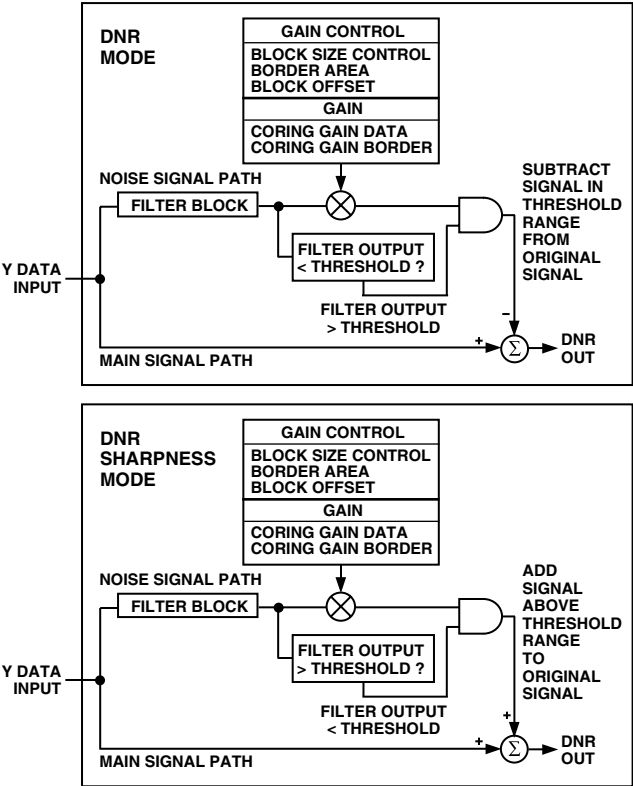 DNR
MODE
GAIN CONTROL
BLOCK SIZE CONTROL
BORDER AREA
BLOCK OFFSET
GAIN
CORING GAIN DATA
CORING GAIN BORDER
NOISE SIGNAL PATH
FILTER BLOCK
SUBTRACT
SIGNAL IN
THRESHOLD
RANGE
FROM
ORIGINAL
SIGNAL
FILTER OUTPUT
< THRESHOLD ?
Y DATA
INPUT
FILTER OUTPUT
> THRESHOLD
–
+
Σ
DNR
OUT
MAIN SIGNAL PATH
DNR
SHARPNESS
MODE
GAIN CONTROL
BLOCK SIZE CONTROL
BORDER AREA
BLOCK OFFSET
GAIN
CORING GAIN DATA
CORING GAIN BORDER
NOISE SIGNAL PATH
FILTER BLOCK
ADD
SIGNAL
ABOVE
THRESHOLD
RANGE
TO
ORIGINAL
SIGNAL
FILTER OUTPUT
> THRESHOLD ?
Y DATA
INPUT
FILTER OUTPUT
< THRESHOLD
+
+
Σ
DNR
OUT
MAIN SIGNAL PATH